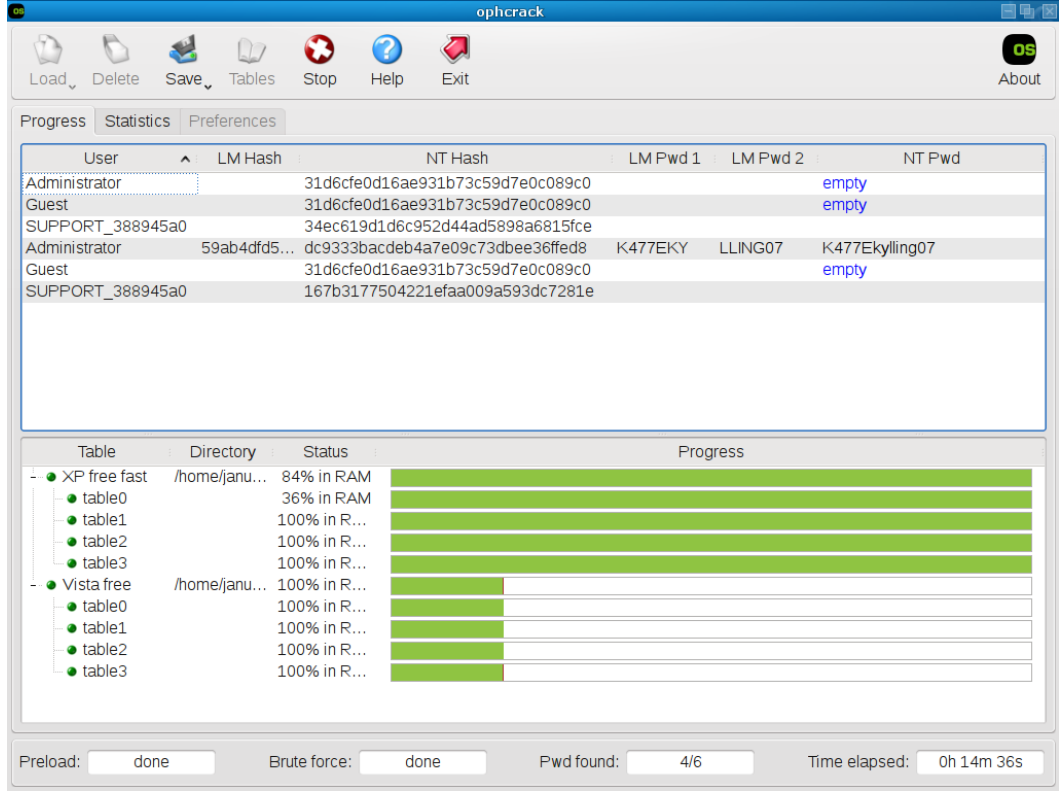 OS ophcrack
Load Delete Save Tables Stop Help Exit OS About
Progress Statistics Preferences
User LM Hash NT Hash LM Pwd 1 LM Pwd 2 NT Pwd
Administrator 31d6cfe0d16ae931b73c59d7e0c089c0 empty
Guest 31d6cfe0d16ae931b73c59d7e0c089c0 empty
SUPPORT_388945a0 34ec619d1d6c952d44ad5898a6815fce
Administrator 59ab4dfd5... dc9333bacdeb4a7e09c73dbee36ffed8 K477EKY LLING07 K477Ekylling07
Guest 31d6cfe0d16ae931b73c59d7e0c089c0 empty
SUPPORT_388945a0 167b3177504221efaa009a593dc7281e
Table Directory Status Progress
XP free fast /home/janu... 84% in RAM
table0 36% in RAM
table1 100% in R...
table2 100% in R...
table3 100% in R...
Vista free /home/janu... 100% in R...
table0 100% in R...
table1 100% in R...
table2 100% in R...
table3 100% in R...
Preload: done Brute force: done Pwd found: 4/6 Time elapsed: 0h 14m 36s